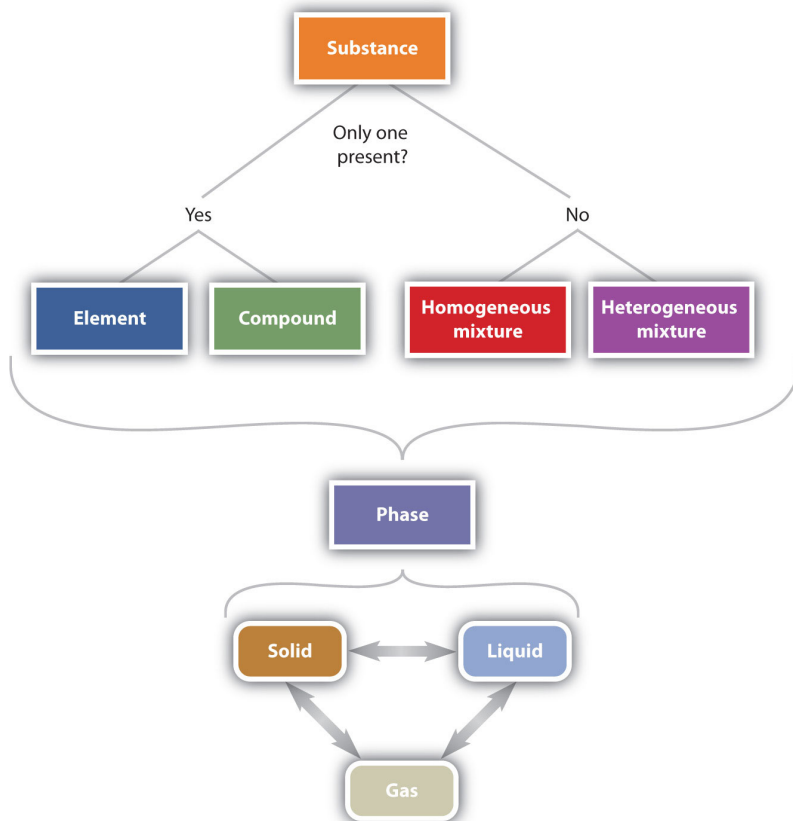 Substance
Only one
present?
Yes
No
Element
Compound
Homogeneous
mixture
Heterogeneous
mixture
Phase
Solid
Liquid
Gas